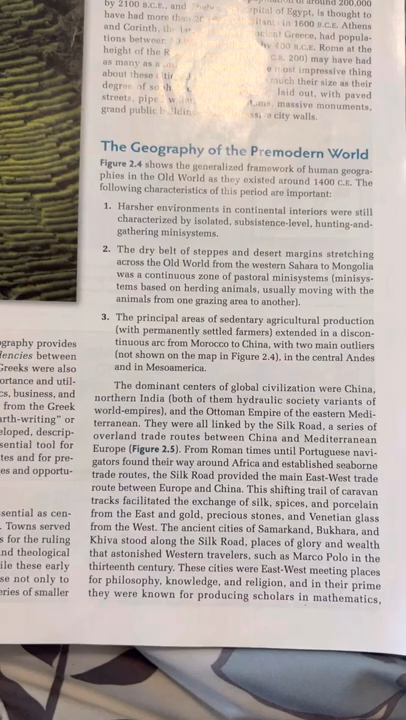 around 200,000
by 2100 B.C.E., and capital of Egypt, is thought to
have had more than in 1600 B.C.E. Athens
and Corinth, the ancient Greece, had popula-
tions between 430 B.C.E. Rome at the
height of the 200) may have had
as many as a
about these most impressive thing
degree of much their size as their
streets, laid out, with paved
massive monuments,
grand public city walls.
The Geography of the Premodern World
Figure 2.4 shows the generalized framework of human geogra-
phies in the Old World as they existed around 1400 C.E. The
following characteristics of this period are important:
1. Harsher environments in continental interiors were still
characterized by isolated, subsistence-level, hunting-and-
gathering minisystems.
2. The dry belt of steppes and desert margins stretching
across the Old World from the western Sahara to Mongolia
was a continuous zone of pastoral minisystems (minisys-
tems based on herding animals, usually moving with the
animals from one grazing area to another).
3. The principal areas of sedentary agricultural production
(with permanently settled farmers) extended in a discon-
tinuous arc from Morocco to China, with two main outliers
(not shown on the map in Figure 2.4), in the central Andes
and in Mesoamerica.
The dominant centers of global civilization were China,
northern India (both of them hydraulic society variants of
world-empires), and the Ottoman Empire of the eastern Medi-
terranean. They were all linked by the Silk Road, a series of
overland trade routes between China and Mediterranean
Europe (Figure 2.5). From Roman times until Portuguese navi-
gators found their way around Africa and established seaborne
trade routes, the Silk Road provided the main East-West trade
route between Europe and China. This shifting trail of caravan
tracks facilitated the exchange of silk, spices, and porcelain
from the East and gold, precious stones, and Venetian glass
from the West. The ancient cities of Samarkand, Bukhara, and
Khiva stood along the Silk Road, places of glory and wealth
that astonished Western travelers, such as Marco Polo in the
thirteenth century. These cities were East-West meeting places
for philosophy, knowledge, and religion, and in their prime
they were known for producing scholars in mathematics,
ography provides
dencies between
Greeks were also
ortance and util-
cs, business, and
from the Greek
arth-writing" or
eloped, descrip-
sential tool for
tes and for pre-
es and opportu-
sential as cen-
. Towns served
s for the ruling
nd theological
ile these early
se not only to
eries of smaller